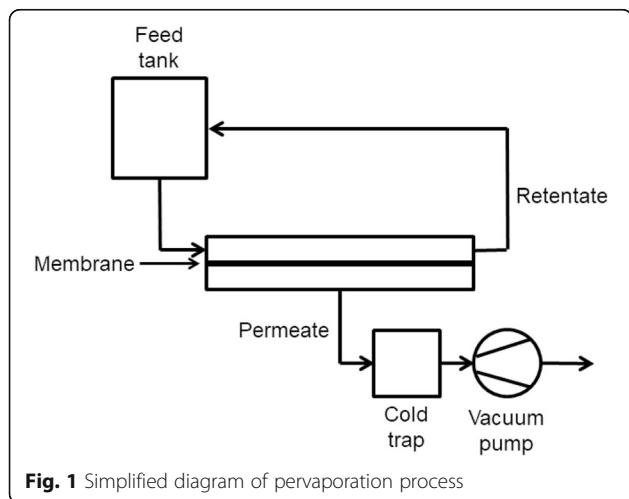 Feed
tank
Retentate
Membrane
Permeate
Cold
trap
Vacuum
pump
Fig. 1 Simplified diagram of pervaporation process